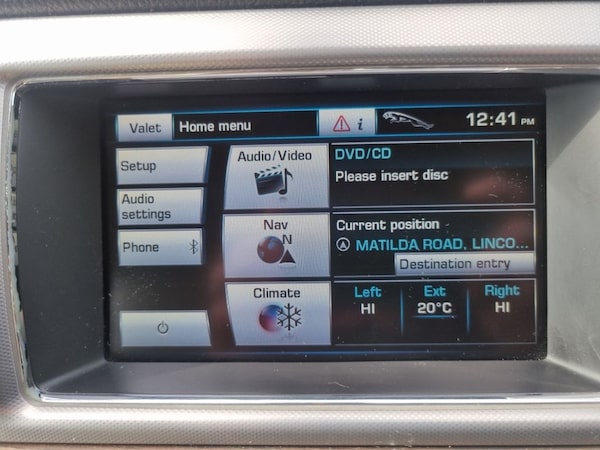 Valet
Home menu
i
12:41 PM
Setup
Audio
settings
Phone
Audio/Video
DVD/CD
Please insert disc
Nav
N
Current position
MATILDA ROAD, LINCO...
Destination entry
Climate
Left
HI
Ext
20°C
Right
HI